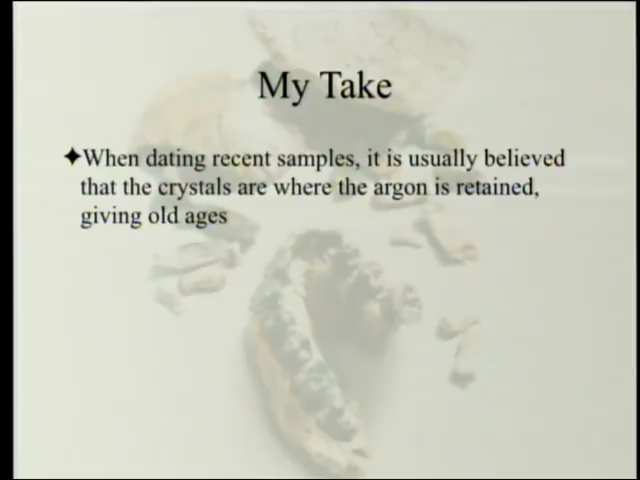 My Take
✦When dating recent samples, it is usually believed
that the crystals are where the argon is retained,
giving old ages